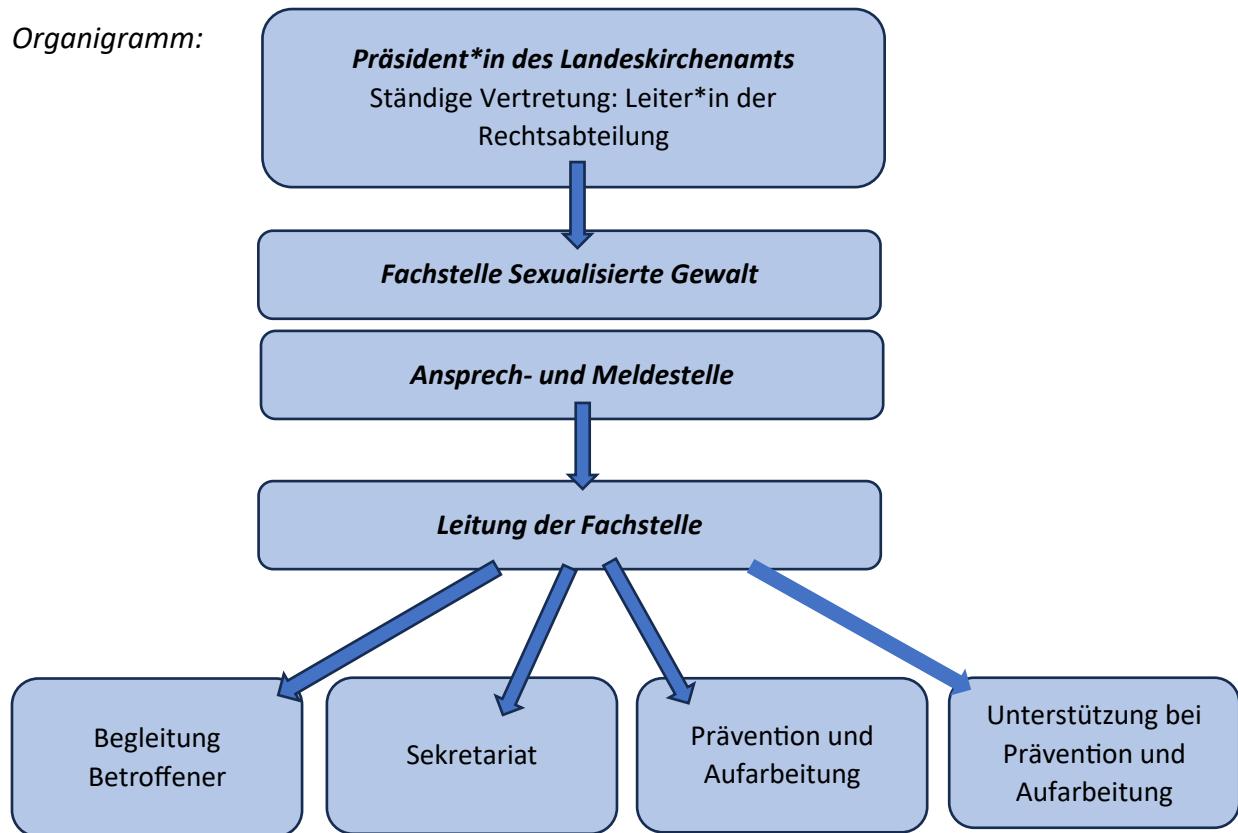 Organigramm:
Präsident*in des Landeskirchenamts
Ständige Vertretung: Leiter*in der
Rechtsabteilung
Fachstelle Sexualisierte Gewalt
Ansprech- und Meldestelle
Leitung der Fachstelle
Begleitung
Betroffener
Sekretariat
Prävention und
Aufarbeitung
Unterstützung bei
Prävention und
Aufarbeitung